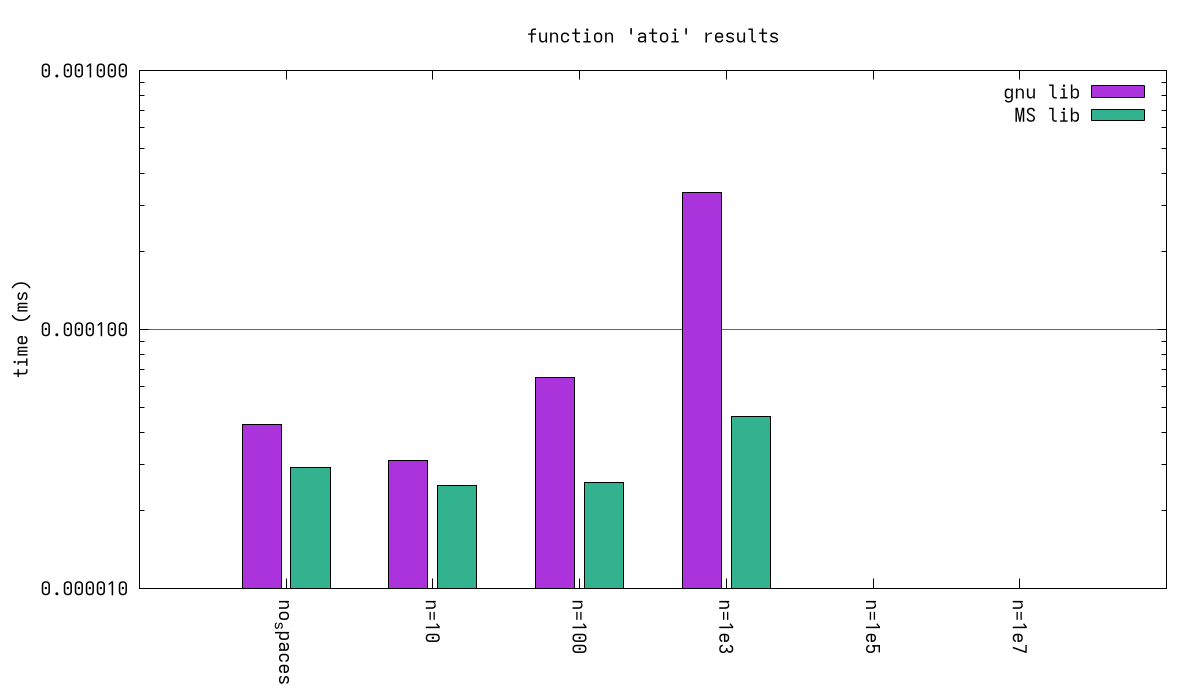 function 'atoi' results
0.001000
gnu lib
MS lib
time (ms)
0.000100
0.000010
nospaces
n=10
n=100
n=1e3
n=1e5
n=1e7